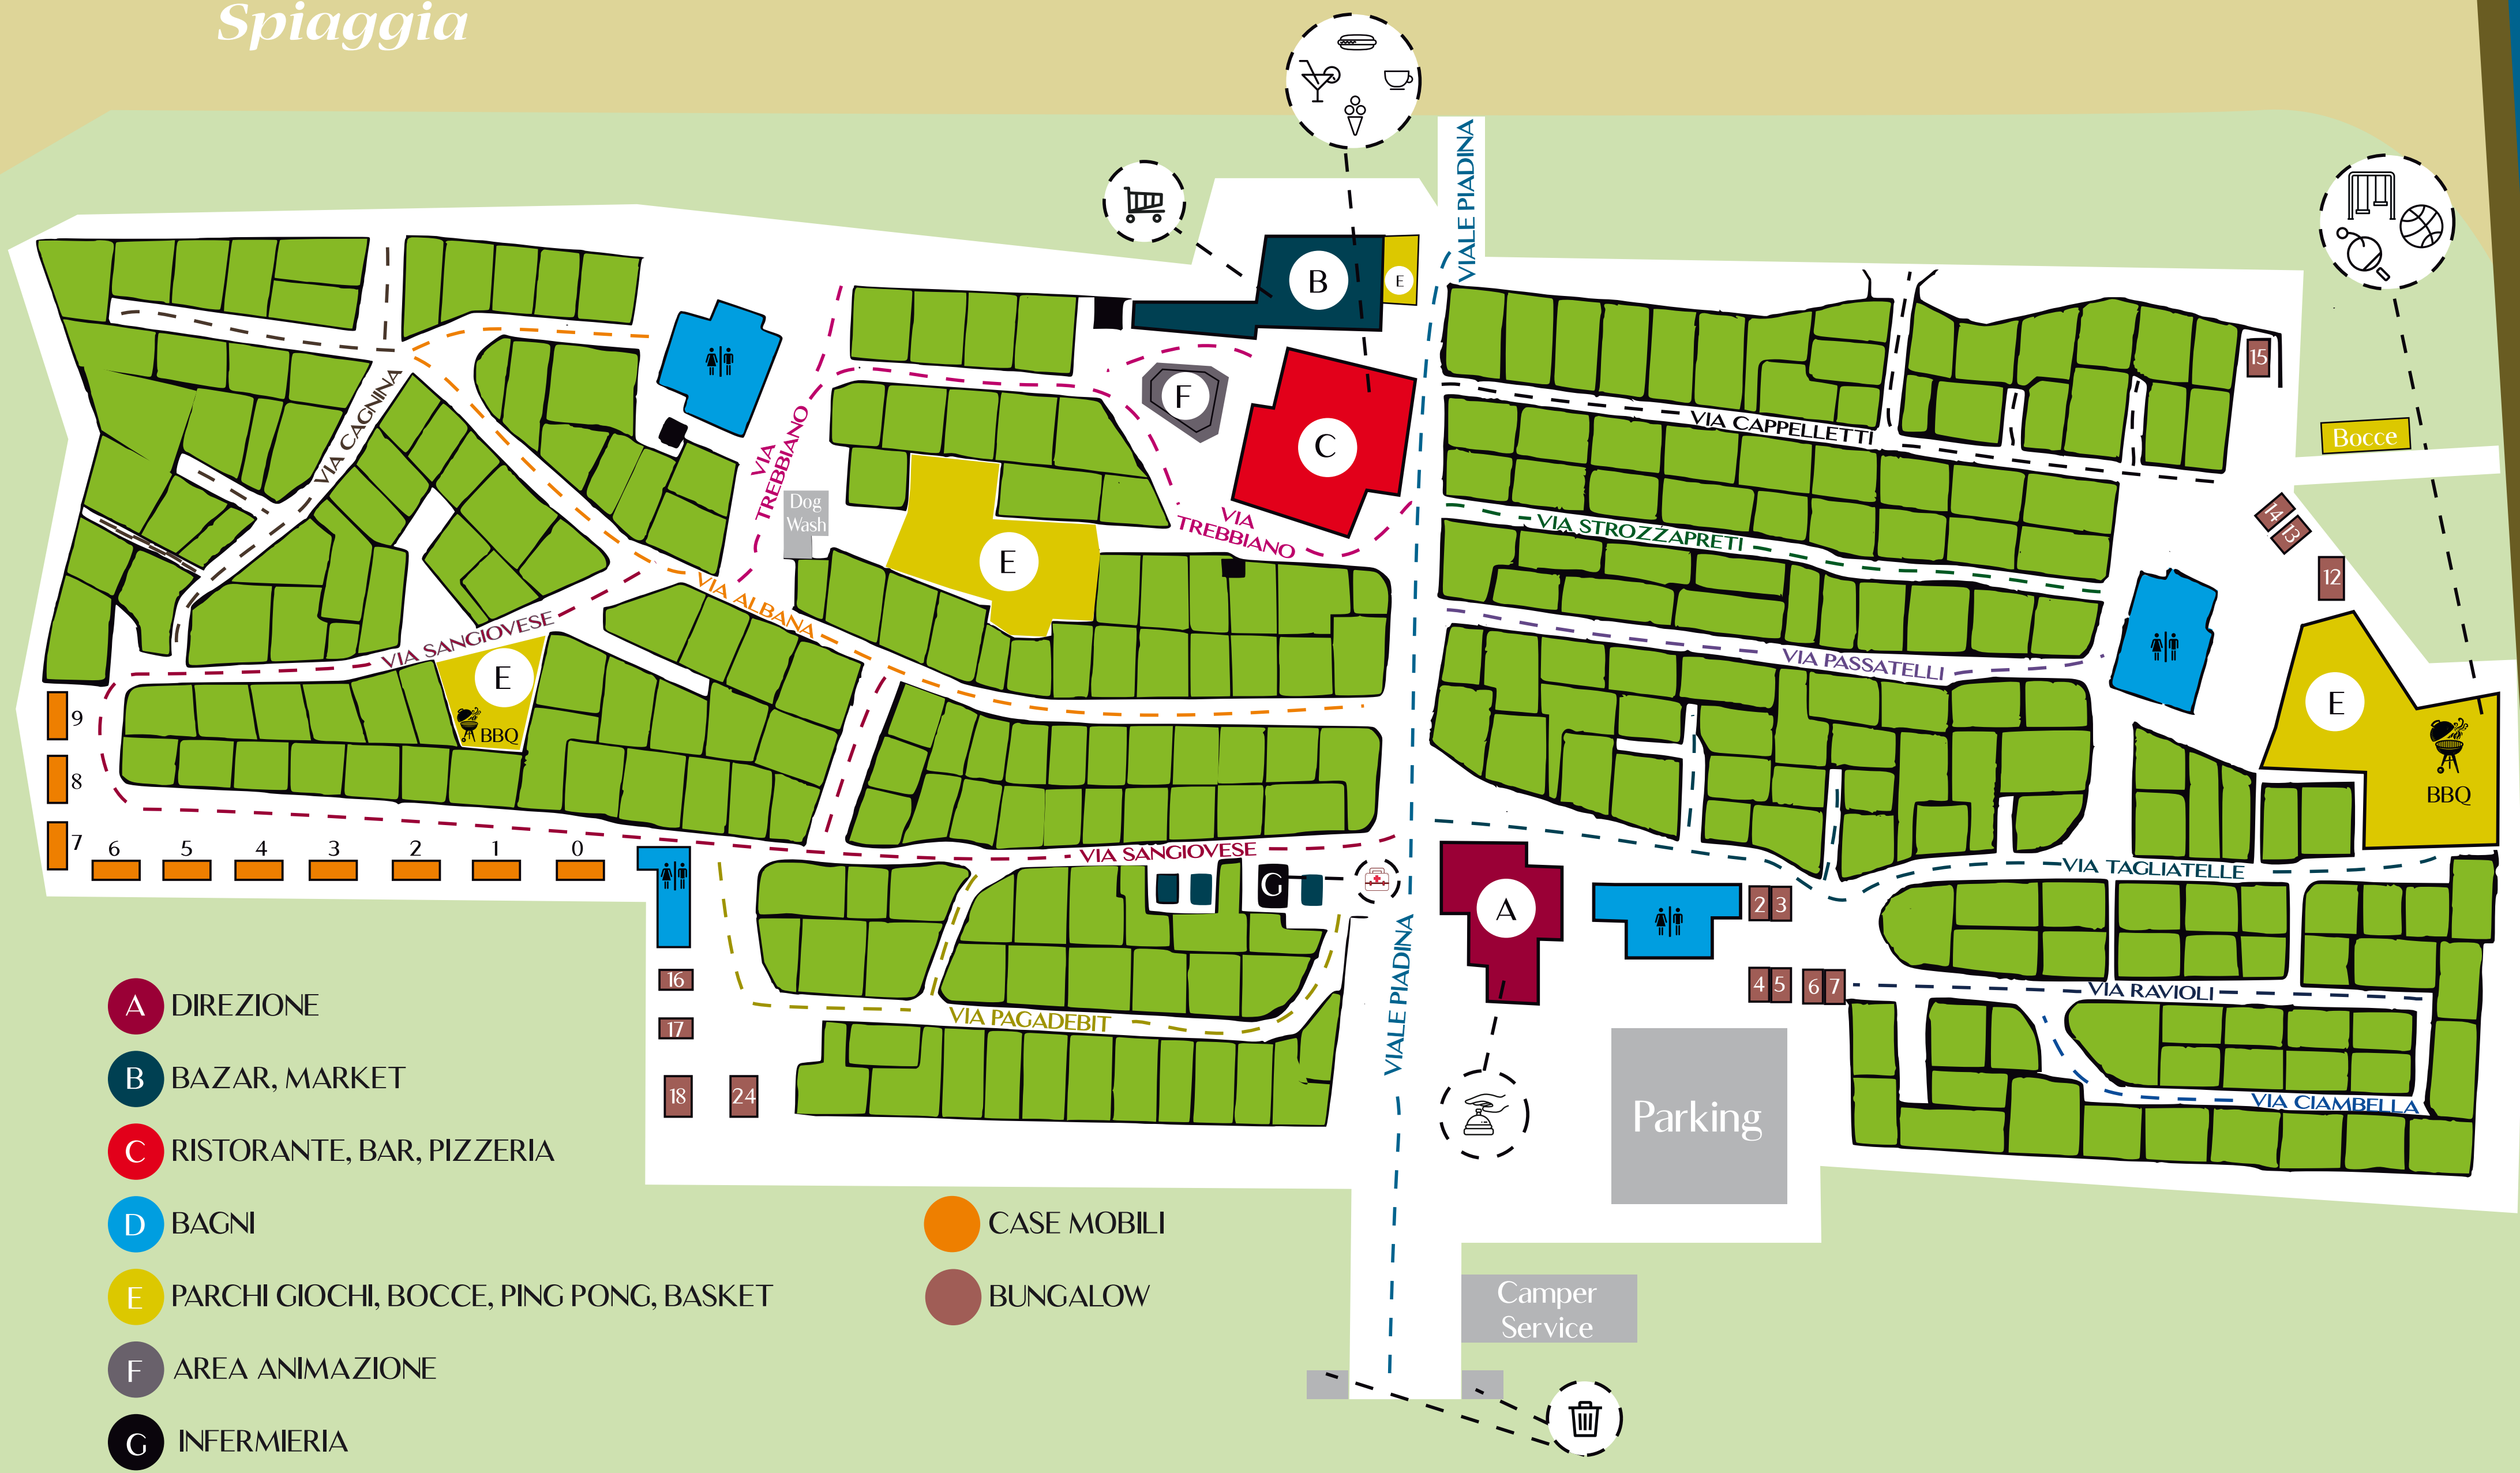 Spiaggia
VIALE PIADINA
B
E
15
F
C
VIA CAGNINA
VIA TREBBIANO
VIA CAPPELLETTI
Bocce
Dog
Wash
VIA
TREBBIANO
VIA STROZZAPRETI
14
13
12
E
VIA ALBANA
VIA SANGIOVESE
E
BBQ
VIA PASSATELLI
E
BBQ
9
8
7
6
5
4
3
2
1
0
VIA SANGIOVESE
VIA TAGLIATELLE
G
A
2
3
16
17
18
24
4
5
6
7
VIA RAVIOLI
VIA PAGADEBIT
VIALE PIADINA
VIA CIAMBELLA
Parking
A DIREZIONE
B BAZAR, MARKET
C RISTORANTE, BAR, PIZZERIA
D BAGNI
E PARCHI GIOCHI, BOCCE, PING PONG, BASKET
F AREA ANIMAZIONE
G INFERMIERIA
CASE MOBILI
BUNGALOW
Camper
Service